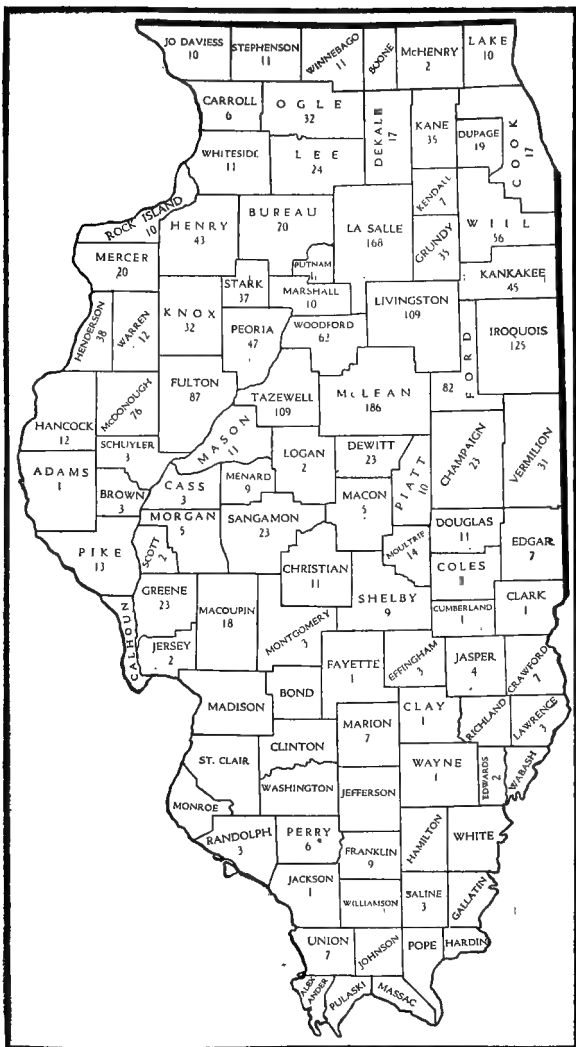 JO DAVIESS
10
STEPHENSON
11
WINNEBAGO
11
BOONE
McHENRY
2
LAKE
10
CARROLL
6
OGLE
32
DEKALB
17
KANE
35
DUPAGE
19
COOK
17
WHITESIDE
11
LEE
24
KENDALL
7
ROCK ISLAND
10
HENRY
43
BUREAU
20
LA SALLE
168
GRUNDY
35
WILL
56
MERCER
20
PUTNAM
STARK
37
MARSHALL
10
KANKAKEE
45
HENDERSON
38
WARREN
12
KNOX
32
PEORIA
47
WOODFORD
LIVINGSTON
109
FORD
82
IROQUOIS
125
HANCOCK
12
McDONOUGH
76
FULTON
87
TAZEWELL
109
McLEAN
186
SCHUYLER
3
MASON
11
LOGAN
2
DEWITT
23
PIATT
10
CHAMPAIGN
23
VERMILION
31
ADAMS
1
BROWN
3
CASS
3
MENARD
9
MACON
5
MORGAN
5
SANGAMON
23
DOUGLAS
11
EDGAR
7
PIKE
13
SCOTT
2
CHRISTIAN
11
MOULTRIE
14
COLES
GREENE
23
MACOUPIN
18
SHELBY
9
CUMBERLAND
1
CLARK
1
CALHOUN
JERSEY
2
MONTGOMERY
3
FAYETTE
1
EFFINGHAM
3
JASPER
4
CRAWFORD
7
MADISON
BOND
MARION
7
CLAY
1
RICHLAND
LAWRENCE
3
ST. CLAIR
CLINTON
WAYNE
1
EDWARDS
2
WABASH
WASHINGTON
JEFFERSON
MONROE
RANDOLPH
3
PERRY
6
HAMILTON
WHITE
FRANKLIN
9
JACKSON
1
WILLIAMSON
SALINE
3
GALLATIN
UNION
7
JOHNSON
POPE
HARDIN
ALEXANDER
PULASKI
MASSAC